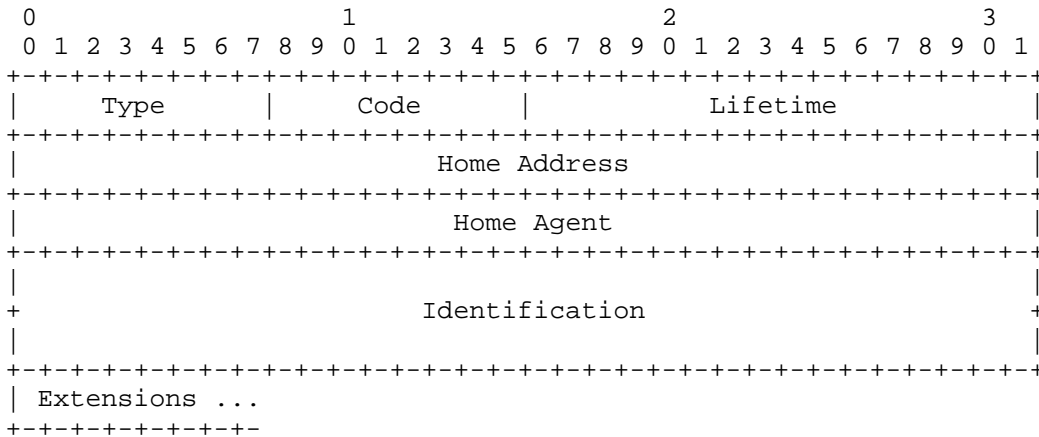 0                   1                   2                   3
 0 1 2 3 4 5 6 7 8 9 0 1 2 3 4 5 6 7 8 9 0 1 2 3 4 5 6 7 8 9 0 1
+-+-+-+-+-+-+-+-+-+-+-+-+-+-+-+-+-+-+-+-+-+-+-+-+-+-+-+-+-+-+-+-+
|     Type      |     Code      |           Lifetime            |
+-+-+-+-+-+-+-+-+-+-+-+-+-+-+-+-+-+-+-+-+-+-+-+-+-+-+-+-+-+-+-+-+
|                          Home Address                         |
+-+-+-+-+-+-+-+-+-+-+-+-+-+-+-+-+-+-+-+-+-+-+-+-+-+-+-+-+-+-+-+-+
|                           Home Agent                          |
+-+-+-+-+-+-+-+-+-+-+-+-+-+-+-+-+-+-+-+-+-+-+-+-+-+-+-+-+-+-+-+-+
|                                                               |
+                         Identification                        +
|                                                               |
+-+-+-+-+-+-+-+-+-+-+-+-+-+-+-+-+-+-+-+-+-+-+-+-+-+-+-+-+-+-+-+-+
| Extensions ...
+-+-+-+-+-+-+-+-